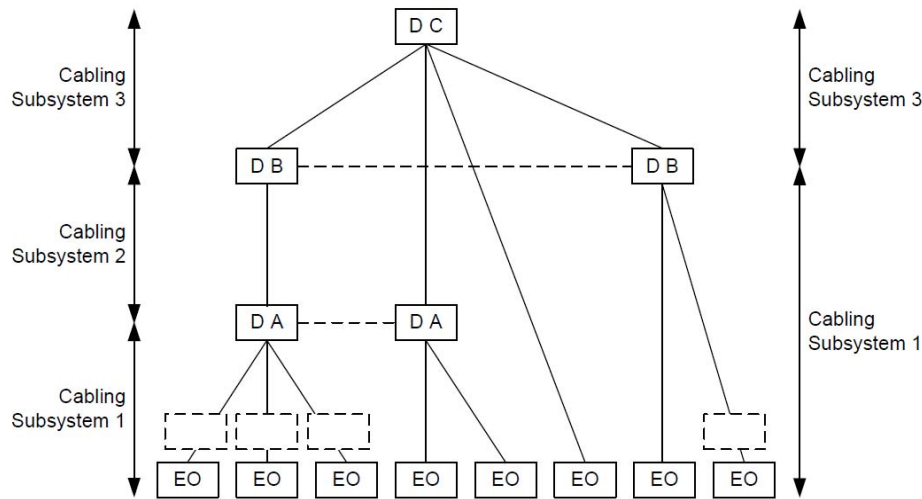 D C
Cabling
Subsystem 3
Cabling
Subsystem 3
D B
D B
Cabling
Subsystem 2
D A
D A
Cabling
Subsystem 1
Cabling
Subsystem 1
EO
EO
EO
EO
EO
EO
EO
EO